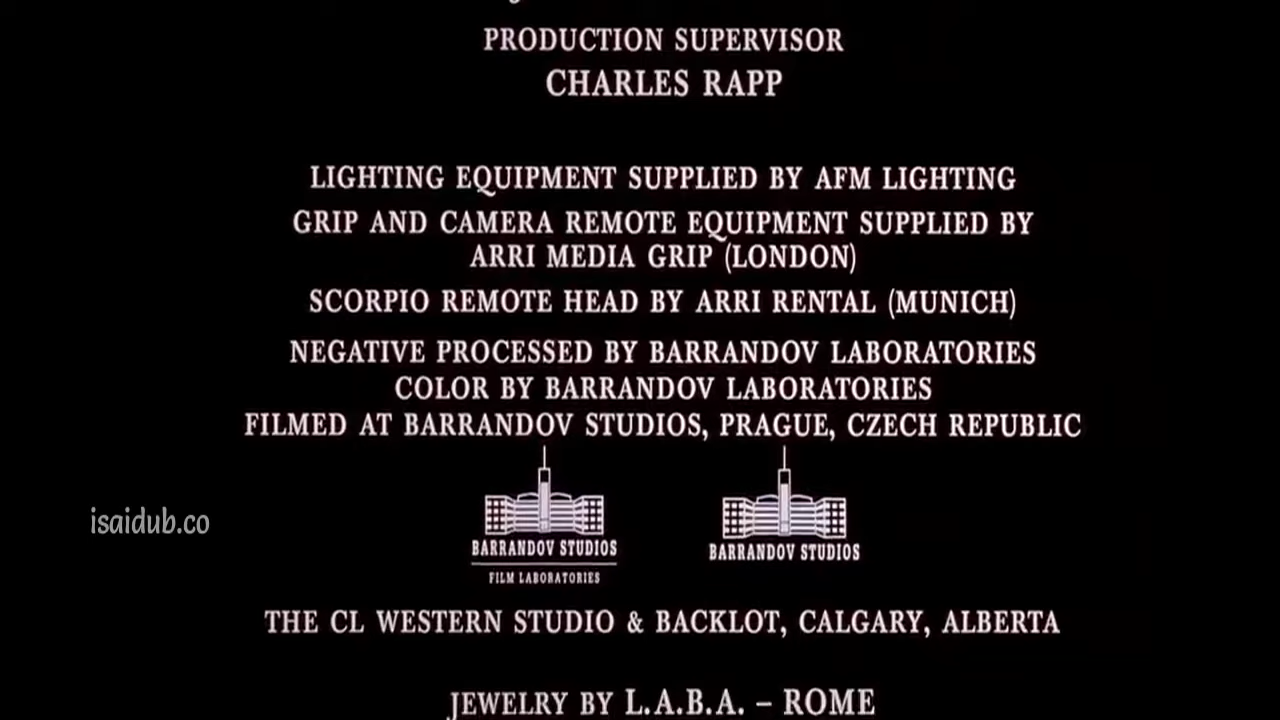 PRODUCTION SUPERVISOR
CHARLES RAPP
LIGHTING EQUIPMENT SUPPLIED BY AFM LIGHTING
GRIP AND CAMERA REMOTE EQUIPMENT SUPPLIED BY
ARRI MEDIA GRIP (LONDON)
SCORPIO REMOTE HEAD BY ARRI RENTAL (MUNICH)
NEGATIVE PROCESSED BY BARRANDOV LABORATORIES
COLOR BY BARRANDOV LABORATORIES
FILMED AT BARRANDOV STUDIOS, PRAGUE, CZECH REPUBLIC
isaidub.co
BARRANDOV STUDIOS
FILM LABORATORIES
BARRANDOV STUDIOS
THE CL WESTERN STUDIO & BACKLOT, CALGARY, ALBERTA
JEWELRY BY L.A.B.A. – ROME